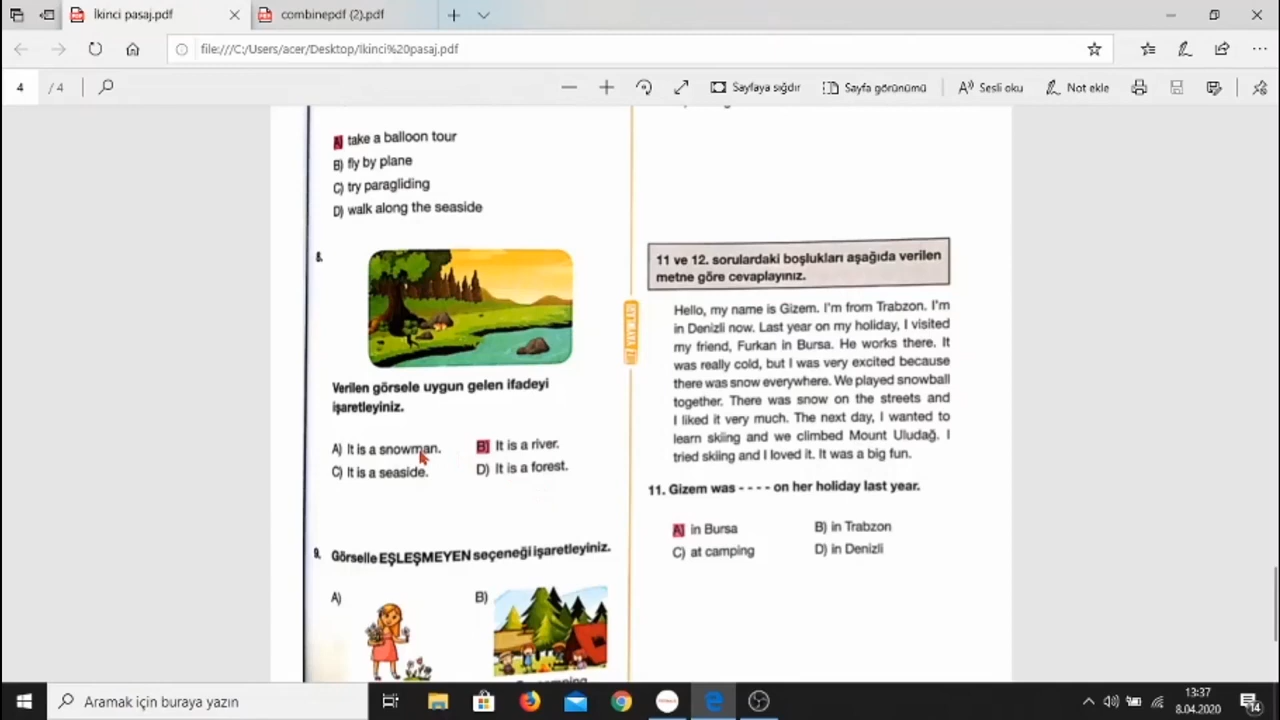 İkinci pasaj.pdf
combinepdf (2).pdf
file:///C:/Users/acer/Desktop/Ikinci%20pasaj.pdf
4 / 4
Sayfaya sığdır
Sayfa görünümü
Sesli oku
Not ekle
A) take a balloon tour
B) fly by plane
C) try paragliding
D) walk along the seaside
8.
Verilen görsele uygun gelen ifadeyi
işaretleyiniz.
A) It is a snowman.
B) It is a river.
C) It is a seaside.
D) It is a forest.
9. Görselle EŞLEŞMEYEN seçeneği işaretleyiniz.
A)
B)
11 ve 12. sorulardaki boşlukları aşağıda verilen
metne göre cevaplayınız.
Hello, my name is Gizem. I'm from Trabzon. I'm
in Denizli now. Last year on my holiday, I visited
my friend, Furkan in Bursa. He works there. It
was really cold, but I was very excited because
there was snow everywhere. We played snowball
together. There was snow on the streets and
I liked it very much. The next day, I wanted to
learn skiing and we climbed Mount Uludağ. I
tried skiing and I loved it. It was a big fun.
11. Gizem was - - - - on her holiday last year.
A) in Bursa
B) in Trabzon
C) at camping
D) in Denizli
Aramak için buraya yazın
13:37
8.04.2020
14